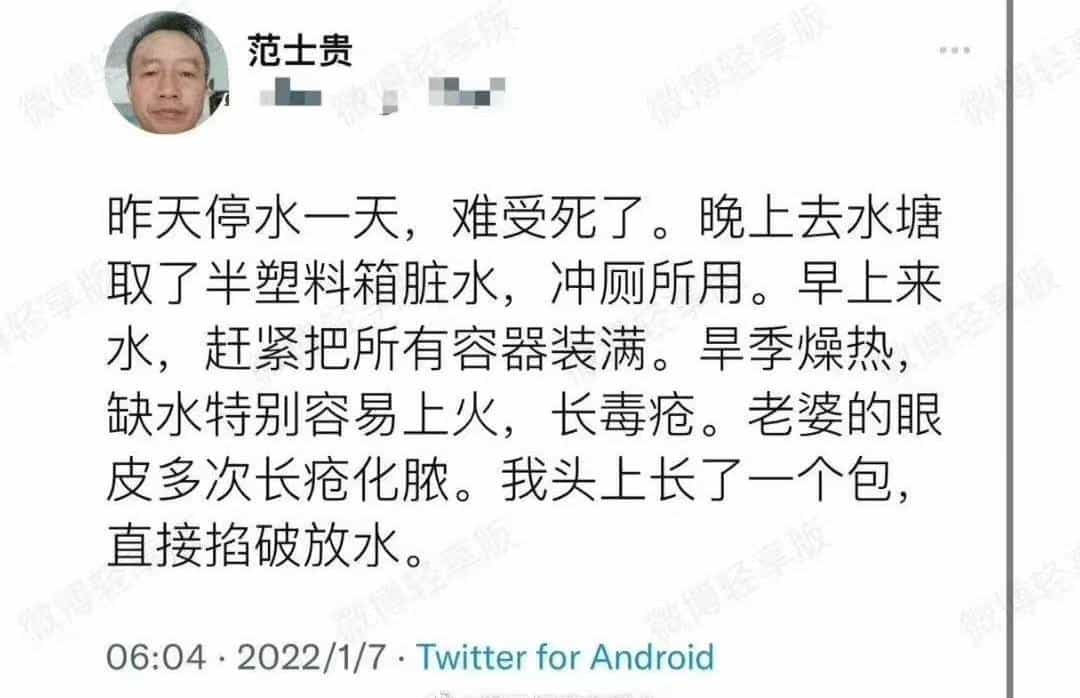 范士贵
昨天停水一天，难受死了。晚上去水塘
取了半塑料箱脏水，冲厕所用。早上来
水，赶紧把所有容器装满。旱季燥热，
缺水特别容易上火，长毒疮。老婆的眼
皮多次长疮化脓。我头上长了一个包，
直接掐破放水。
06:04 · 2022/1/7 · Twitter for Android
微博轻享版